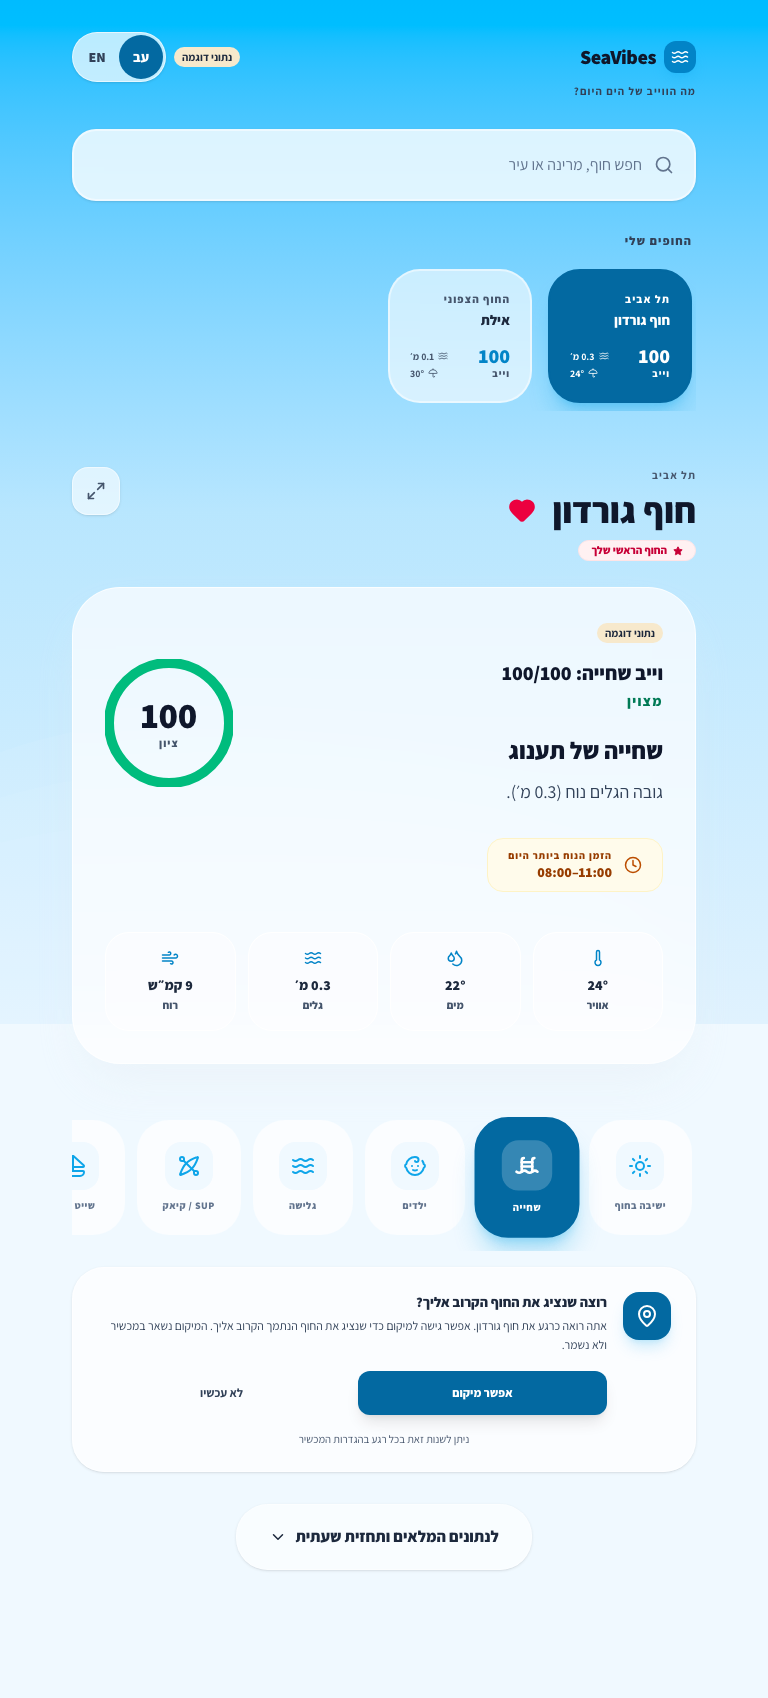 SeaVibes
נתוני דוגמה
עב
EN
מה הווייב של הים היום?
חפש חוף, מרינה או עיר
החופים שלי
תל אביב
חוף גורדון
100
וייב
0.3 מ׳
24°
החוף הצפוני
אילת
100
וייב
0.1 מ׳
30°
תל אביב
חוף גורדון
החוף הראשי שלך
נתוני דוגמה
וייב שחייה: 100/100
מצוין
100
ציון
שחייה של תענוג
גובה הגלים נוח (0.3 מ׳).
הזמן הנוח ביותר היום
08:00–11:00
24°
אוויר
22°
מים
0.3 מ׳
גלים
9 קמ״ש
רוח
ישיבה בחוף
שחייה
ילדים
גלישה
SUP / קיאק
שייט
רוצה שנציג את החוף הקרוב אליך?
אתה רואה כרגע את חוף גורדון. אפשר גישה למיקום כדי שנציג את החוף הנתמך הקרוב אליך. המיקום נשאר במכשיר
ולא נשמר.
אפשר מיקום
לא עכשיו
ניתן לשנות זאת בכל רגע בהגדרות המכשיר
לנתונים המלאים ותחזית שעתית